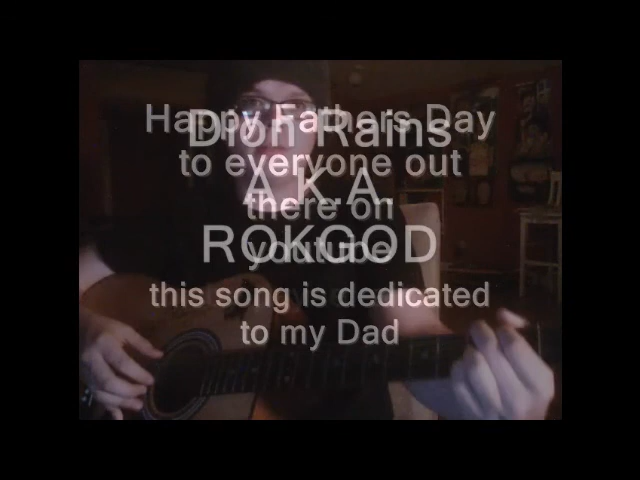 Happy Fathers Day
to everyone out
there on
youtube
this song is dedicated
to my Dad
Dion Rains
A.K.A.
ROKGOD